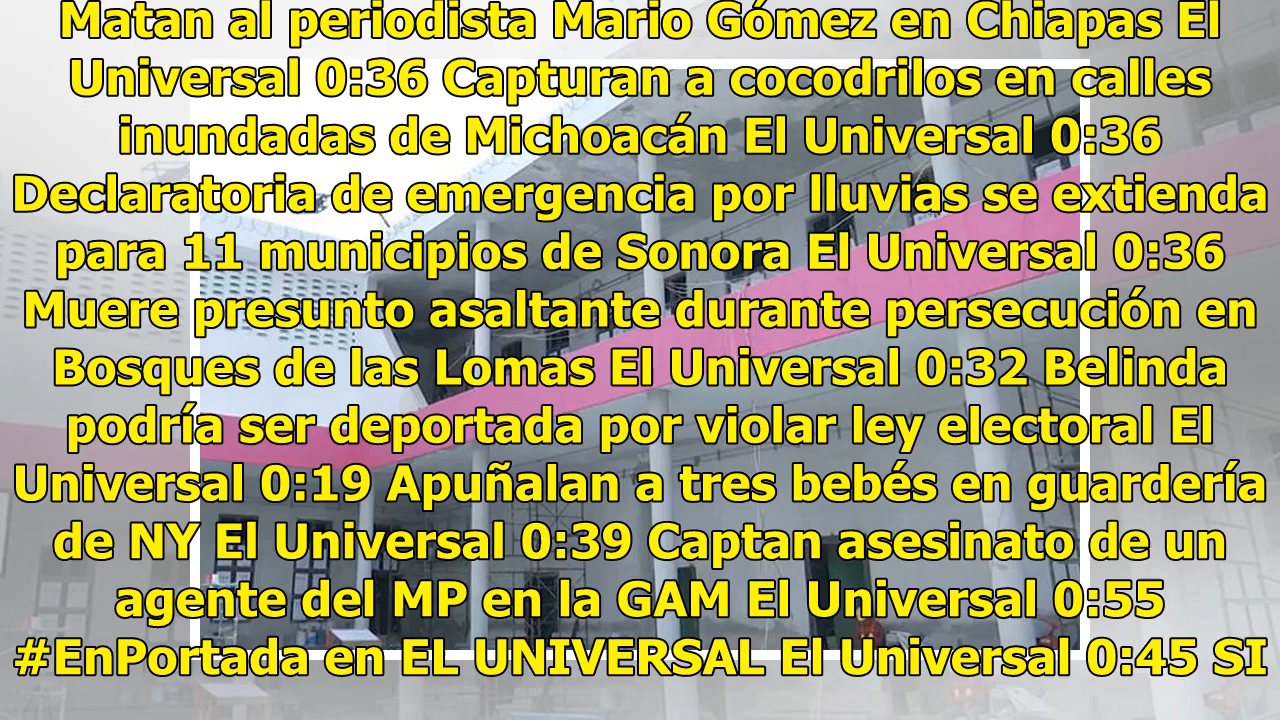 Matan al periodista Mario Gómez en Chiapas El
Universal 0:36 Capturan a cocodrilos en calles
inundadas de Michoacán El Universal 0:36
Declaratoria de emergencia por lluvias se extienda
para 11 municipios de Sonora El Universal 0:36
Muere presunto asaltante durante persecución en
Bosques de las Lomas El Universal 0:32 Belinda
podría ser deportada por violar ley electoral El
Universal 0:19 Apuñalan a tres bebés en guardería
de NY El Universal 0:39 Captan asesinato de un
agente del MP en la GAM El Universal 0:55
#EnPortada en EL UNIVERSAL El Universal 0:45 SI